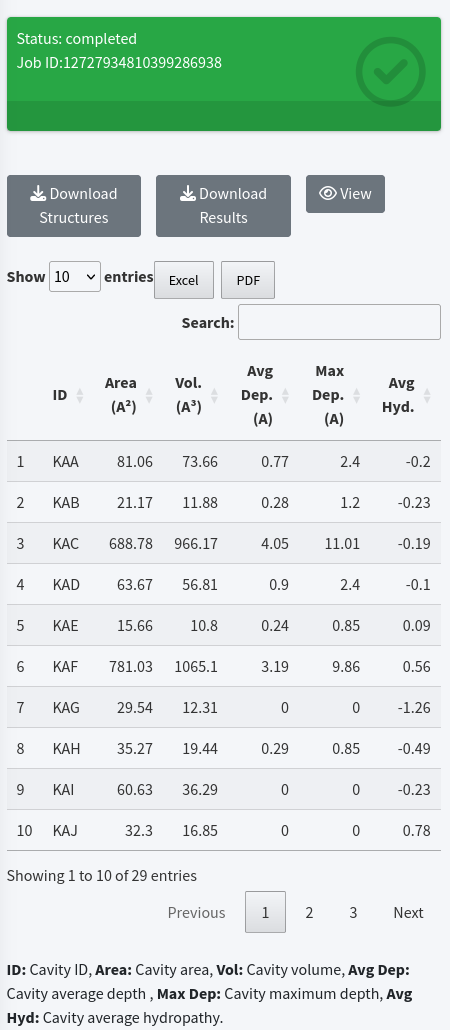 Status: completed
Job ID:12727934810399286938
Download Structures
Download Results
View
Show 10 entries Excel PDF
Search:
ID Area (A²) Vol. (A³) Avg Dep. (A) Max Dep. (A) Avg Hyd.
1 KAA 81.06 73.66 0.77 2.4 -0.2
2 KAB 21.17 11.88 0.28 1.2 -0.23
3 KAC 688.78 966.17 4.05 11.01 -0.19
4 KAD 63.67 56.81 0.9 2.4 -0.1
5 KAE 15.66 10.8 0.24 0.85 0.09
6 KAF 781.03 1065.1 3.19 9.86 0.56
7 KAG 29.54 12.31 0 0 -1.26
8 KAH 35.27 19.44 0.29 0.85 -0.49
9 KAI 60.63 36.29 0 0 -0.23
10 KAJ 32.3 16.85 0 0 0.78
Showing 1 to 10 of 29 entries
Previous 1 2 3 Next
ID: Cavity ID, Area: Cavity area, Vol: Cavity volume, Avg Dep:
Cavity average depth , Max Dep: Cavity maximum depth, Avg
Hyd: Cavity average hydropathy.